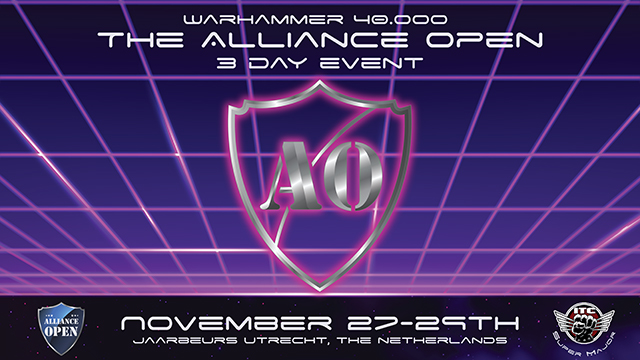 WARHAMMER 40.000
THE ALLIANCE OPEN
3 DAY EVENT
AO
ALLIANCE
OPEN
NOVEMBER 27-29TH
JAARBEURS UTRECHT, THE NETHERLANDS
ITC
SUPER MAJOR